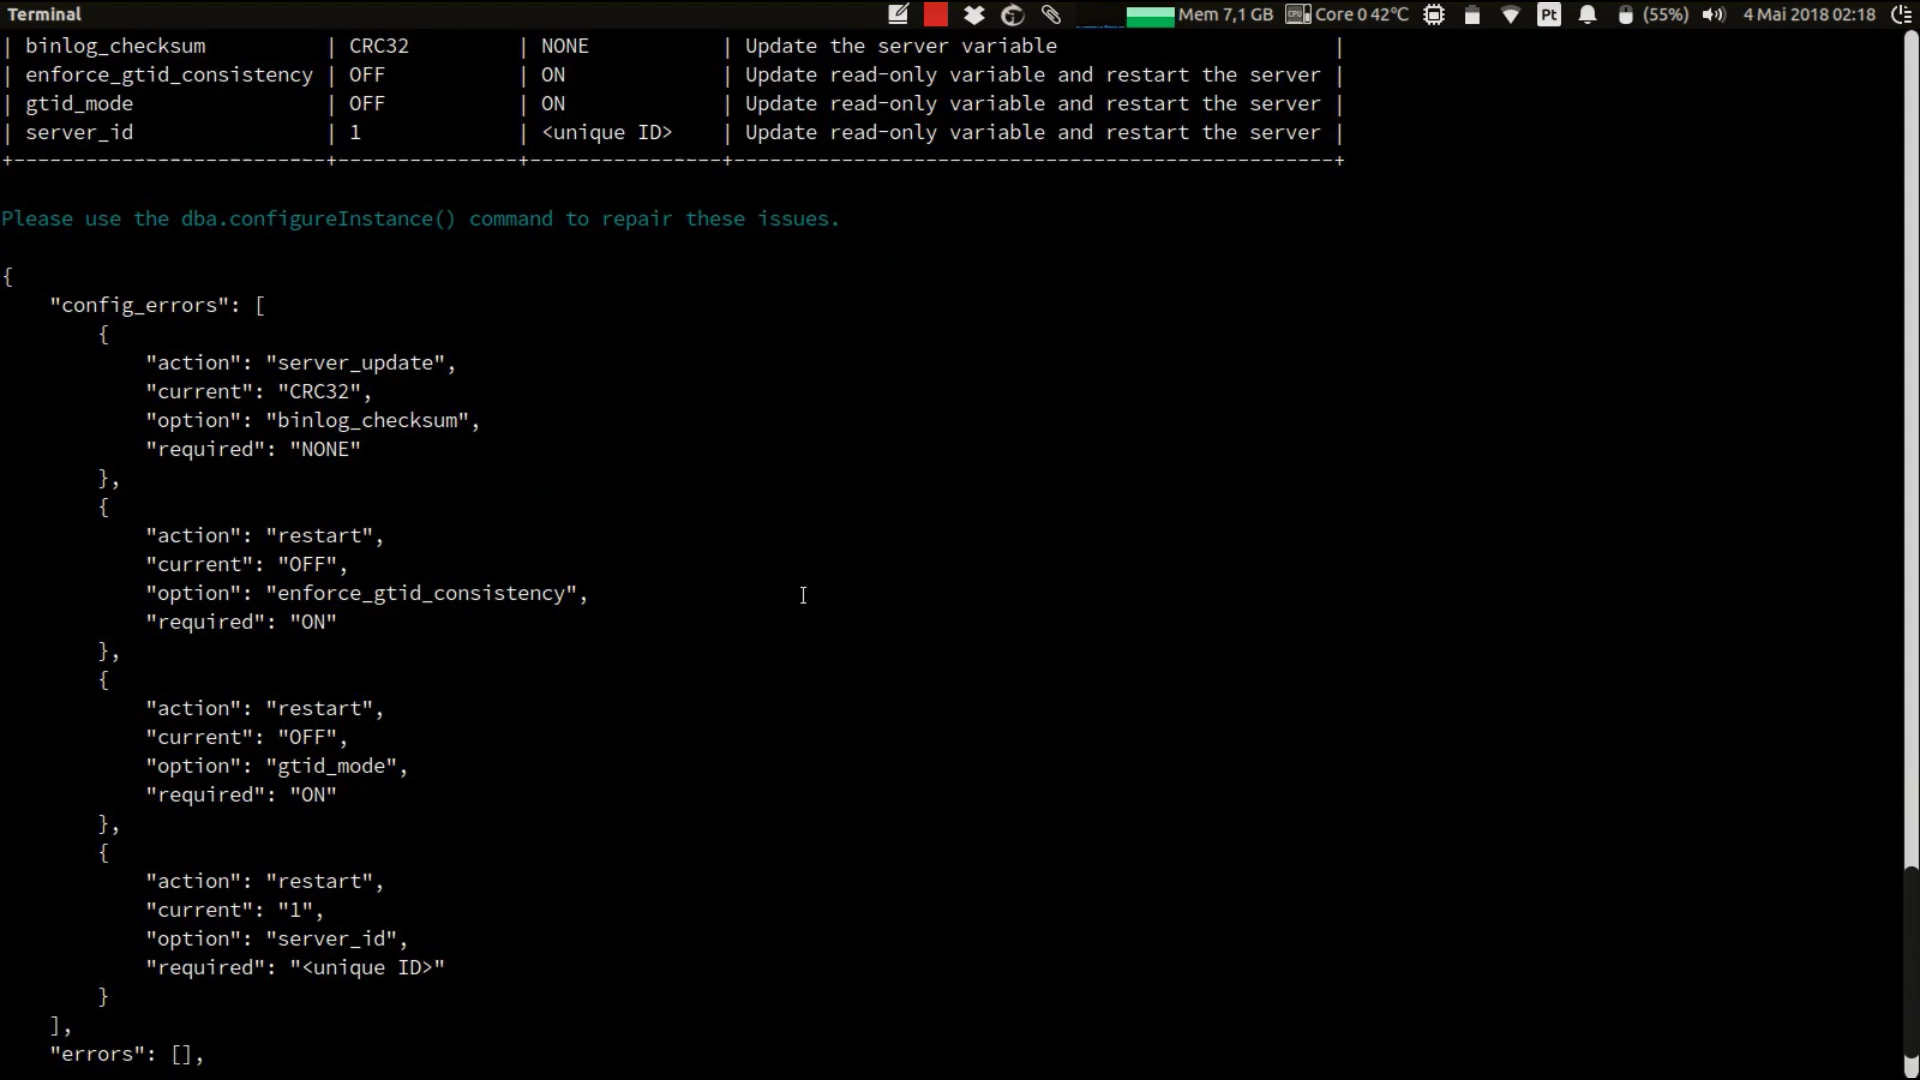 Terminal Mem 7,1 GB Core 0 42°C Pt (55%) 4 Mai 2018 02:18
| binlog_checksum | CRC32 | NONE | Update the server variable |
| enforce_gtid_consistency | OFF | ON | Update read-only variable and restart the server |
| gtid_mode | OFF | ON | Update read-only variable and restart the server |
| server_id | 1 | <unique ID> | Update read-only variable and restart the server |
+--------------------------+---------------+----------------+--------------------------------------------------+
Please use the dba.configureInstance() command to repair these issues.
{
    "config_errors": [
        {
            "action": "server_update",
            "current": "CRC32",
            "option": "binlog_checksum",
            "required": "NONE"
        },
        {
            "action": "restart",
            "current": "OFF",
            "option": "enforce_gtid_consistency",
            "required": "ON"
        },
        {
            "action": "restart",
            "current": "OFF",
            "option": "gtid_mode",
            "required": "ON"
        },
        {
            "action": "restart",
            "current": "1",
            "option": "server_id",
            "required": "<unique ID>"
        }
    ],
    "errors": [],